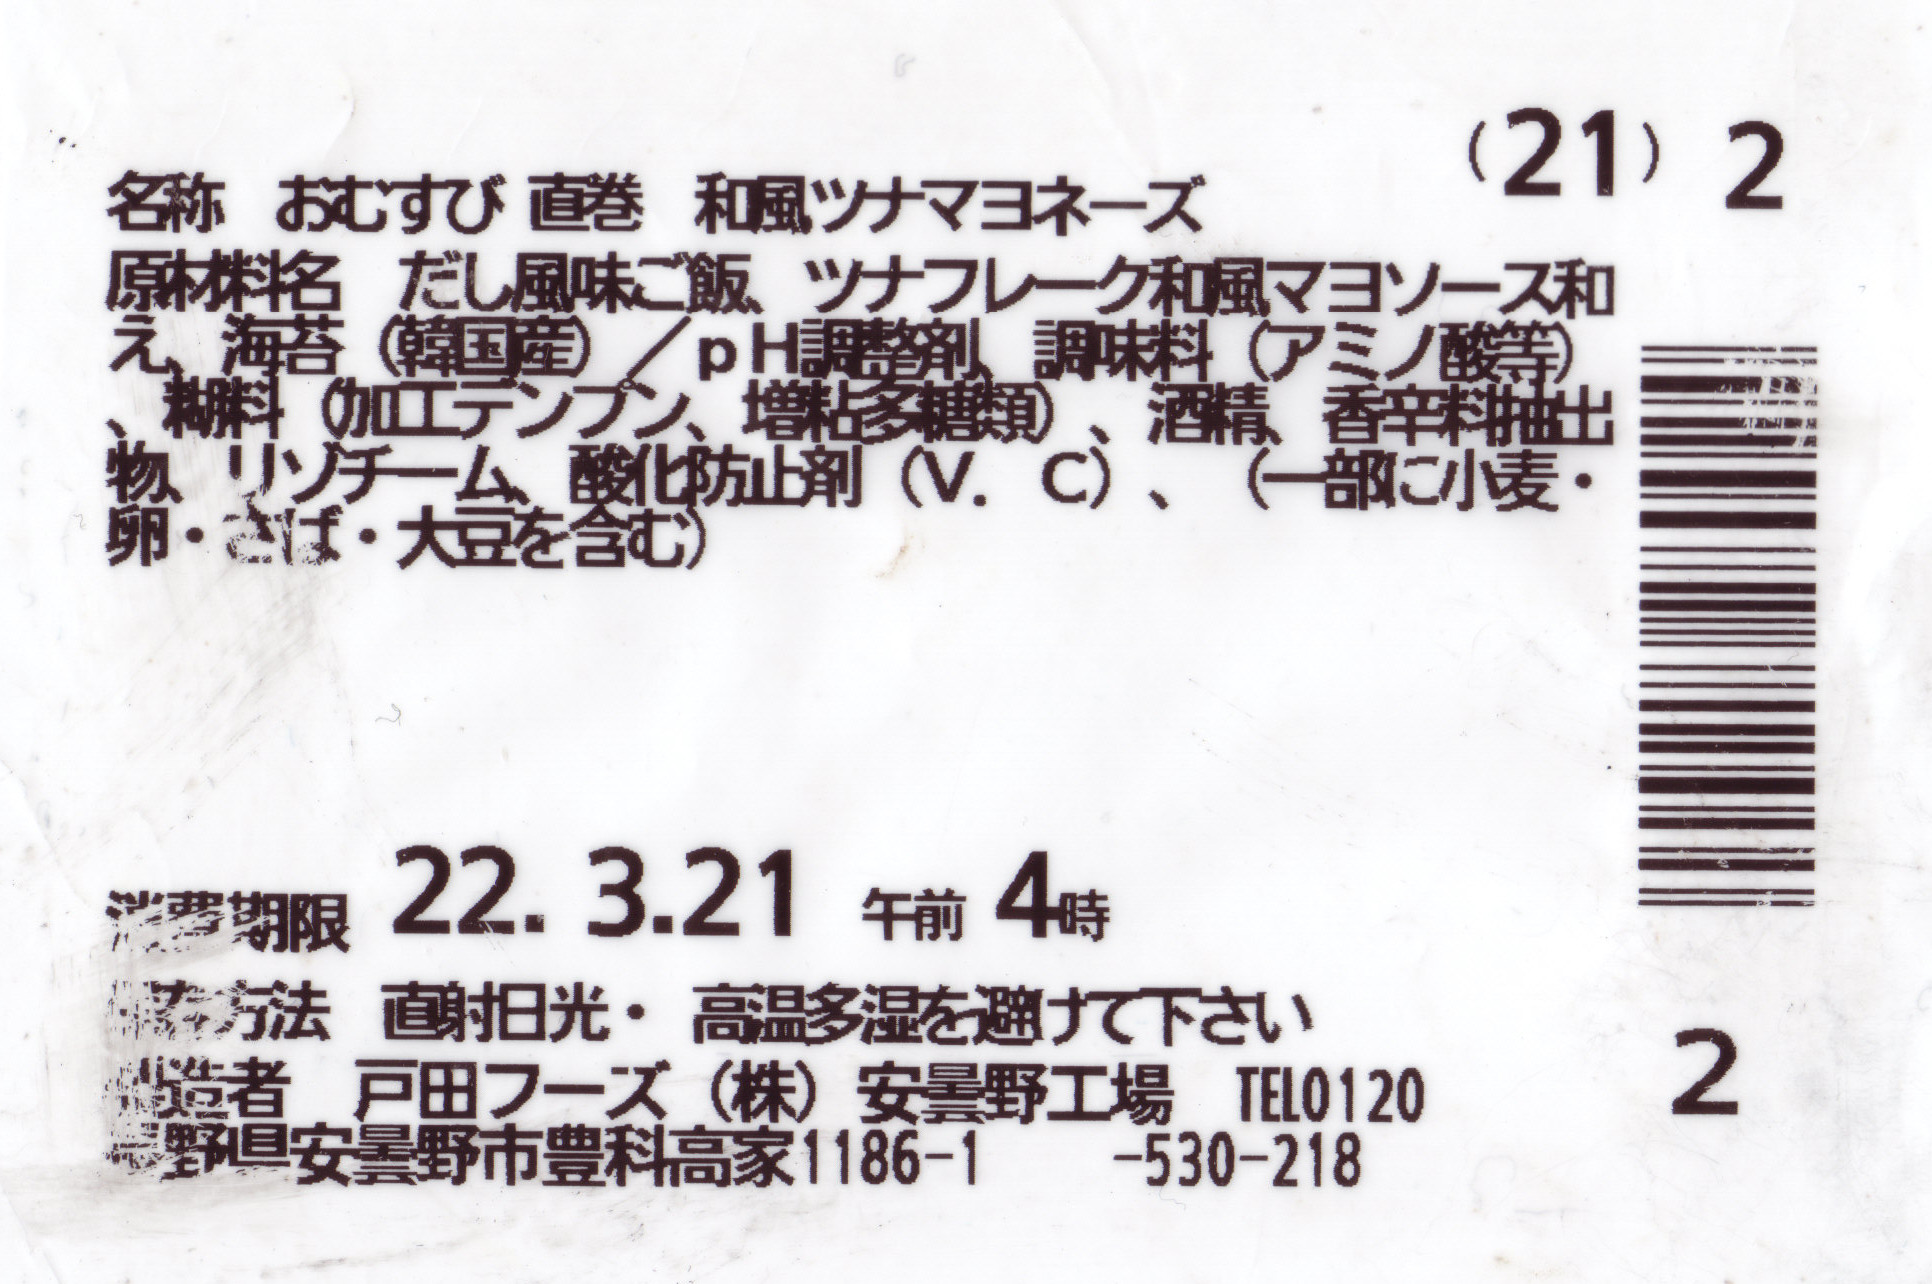 (21) 2
名称 おむすび 直巻 和風ツナマヨネーズ
原材料名 だし風味ご飯、ツナフレーク和風マヨソース和
え、海苔(韓国産)/pH調整剤、調味料(アミノ酸等)
、糊料(加工デンプン、増粘多糖類)、酒精、香辛料抽出
物、リゾチーム、酸化防止剤(V. C)、(一部に小麦・
卵・さば・大豆を含む)
消費期限 22. 3.21 午前 4時
方法 直射日光・高温多湿を避けて下さい
造者 戸田フーズ(株) 安曇野工場 TEL0120
野県安曇野市豊科高家1186-1 -530-218
2